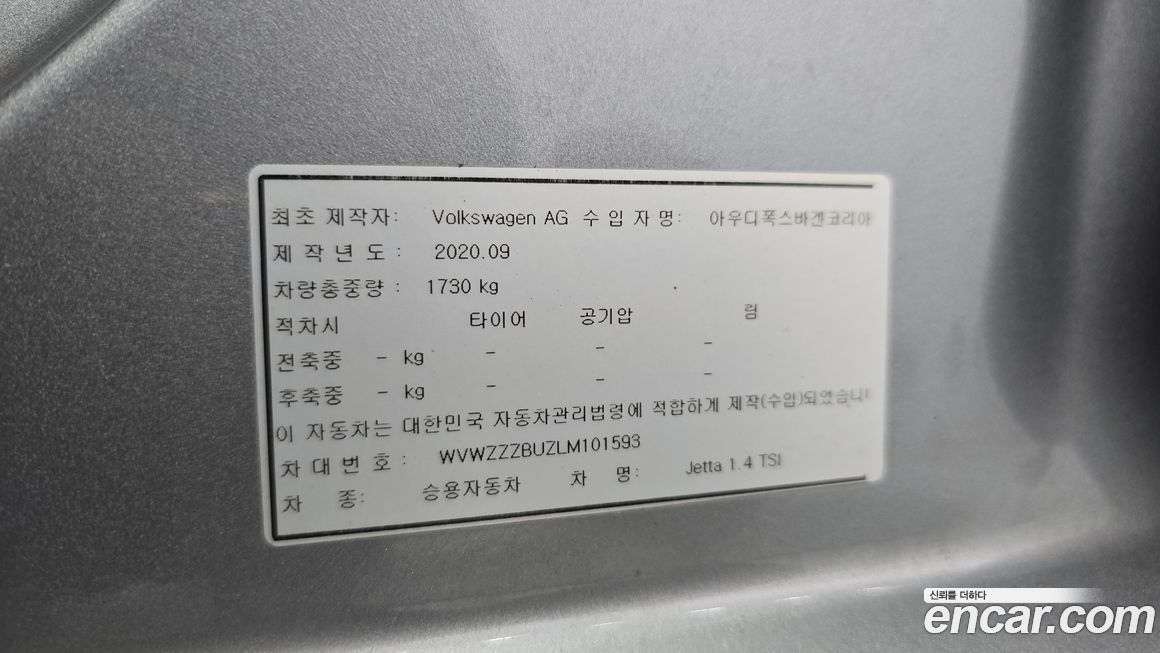 최초 제작자: Volkswagen AG 수 입 자 명: 아우디폭스바겐코리아
제 작 년 도 : 2020.09
차량총중량 : 1730 kg
적차시 타이어 공기압 림
전축중 - kg - - -
후축중 - kg - - -
이 자동차는 대한민국 자동차관리법령에 적합하게 제작(수입)되였습니
차 대 번 호 : WVWZZZBUZLM101593
차 종: 승용자동차 차 명: Jetta 1.4 TSI
신뢰를 더하다
encar.com